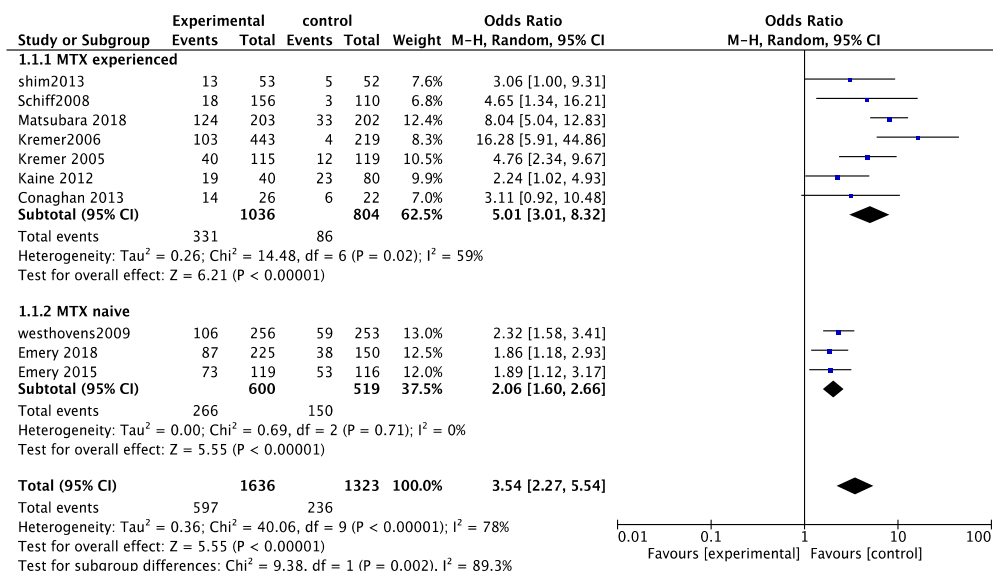 Experimental control Odds Ratio Odds Ratio
Study or Subgroup Events Total Events Total Weight M-H, Random, 95% CI M-H, Random, 95% CI
1.1.1 MTX experienced
shim2013 13 53 5 52 7.6% 3.06 [1.00, 9.31]
Schiff2008 18 156 3 110 6.8% 4.65 [1.34, 16.21]
Matsubara 2018 124 203 33 202 12.4% 8.04 [5.04, 12.83]
Kremer2006 103 443 4 219 8.3% 16.28 [5.91, 44.86]
Kremer 2005 40 115 12 119 10.5% 4.76 [2.34, 9.67]
Kaine 2012 19 40 23 80 9.9% 2.24 [1.02, 4.93]
Conaghan 2013 14 26 6 22 7.0% 3.11 [0.92, 10.48]
Subtotal (95% CI) 1036 804 62.5% 5.01 [3.01, 8.32]
Total events 331 86
Heterogeneity: Tau² = 0.26; Chi² = 14.48, df = 6 (P = 0.02); I² = 59%
Test for overall effect: Z = 6.21 (P < 0.00001)
1.1.2 MTX naive
westhovens2009 106 256 59 253 13.0% 2.32 [1.58, 3.41]
Emery 2018 87 225 38 150 12.5% 1.86 [1.18, 2.93]
Emery 2015 73 119 53 116 12.0% 1.89 [1.12, 3.17]
Subtotal (95% CI) 600 519 37.5% 2.06 [1.60, 2.66]
Total events 266 150
Heterogeneity: Tau² = 0.00; Chi² = 0.69, df = 2 (P = 0.71); I² = 0%
Test for overall effect: Z = 5.55 (P < 0.00001)
Total (95% CI) 1636 1323 100.0% 3.54 [2.27, 5.54]
Total events 597 236
Heterogeneity: Tau² = 0.36; Chi² = 40.06, df = 9 (P < 0.00001); I² = 78%
Test for overall effect: Z = 5.55 (P < 0.00001)
Test for subgroup differences: Chi² = 9.38, df = 1 (P = 0.002), I² = 89.3%
0.01 0.1 1 10 100
Favours [experimental] Favours [control]